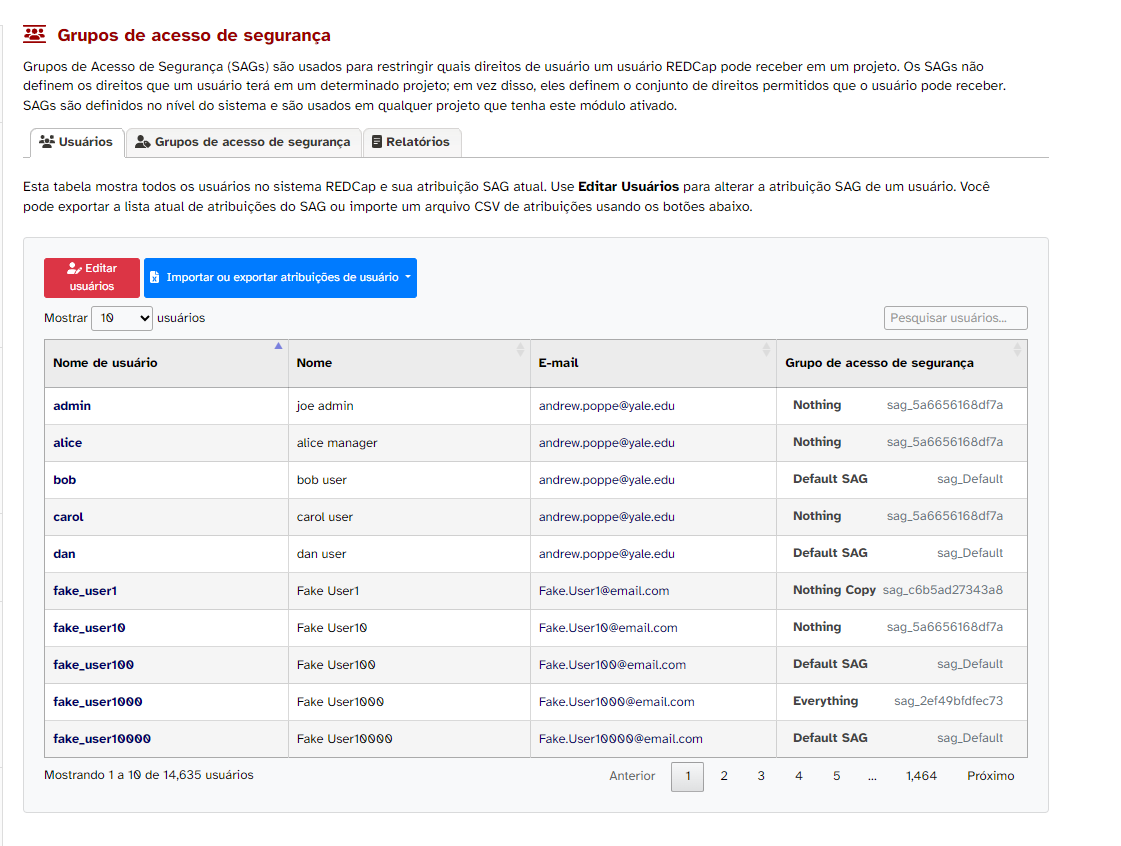 Grupos de acesso de segurança
Grupos de Acesso de Segurança (SAGs) são usados para restringir quais direitos de usuário um usuário REDCap pode receber em um projeto. Os SAGs não
definem os direitos que um usuário terá em um determinado projeto; em vez disso, eles definem o conjunto de direitos permitidos que o usuário pode receber.
SAGs são definidos no nível do sistema e são usados em qualquer projeto que tenha este módulo ativado.
Usuários Grupos de acesso de segurança Relatórios
Esta tabela mostra todos os usuários no sistema REDCap e sua atribuição SAG atual. Use Editar Usuários para alterar a atribuição SAG de um usuário. Você
pode exportar a lista atual de atribuições do SAG ou importe um arquivo CSV de atribuições usando os botões abaixo.
Editar
usuários
Importar ou exportar atribuições de usuário
Mostrar 10 usuários Pesquisar usuários...
Nome de usuário Nome E-mail Grupo de acesso de segurança
admin joe admin andrew.poppe@yale.edu Nothing sag_5a6656168df7a
alice alice manager andrew.poppe@yale.edu Nothing sag_5a6656168df7a
bob bob user andrew.poppe@yale.edu Default SAG sag_Default
carol carol user andrew.poppe@yale.edu Nothing sag_5a6656168df7a
dan dan user andrew.poppe@yale.edu Default SAG sag_Default
fake_user1 Fake User1 Fake.User1@email.com Nothing Copy sag_c6b5ad27343a8
fake_user10 Fake User10 Fake.User10@email.com Nothing sag_5a6656168df7a
fake_user100 Fake User100 Fake.User100@email.com Default SAG sag_Default
fake_user1000 Fake User1000 Fake.User1000@email.com Everything sag_2ef49bfdfec73
fake_user10000 Fake User10000 Fake.User10000@email.com Default SAG sag_Default
Mostrando 1 a 10 de 14,635 usuários Anterior 1 2 3 4 5 ... 1,464 Próximo